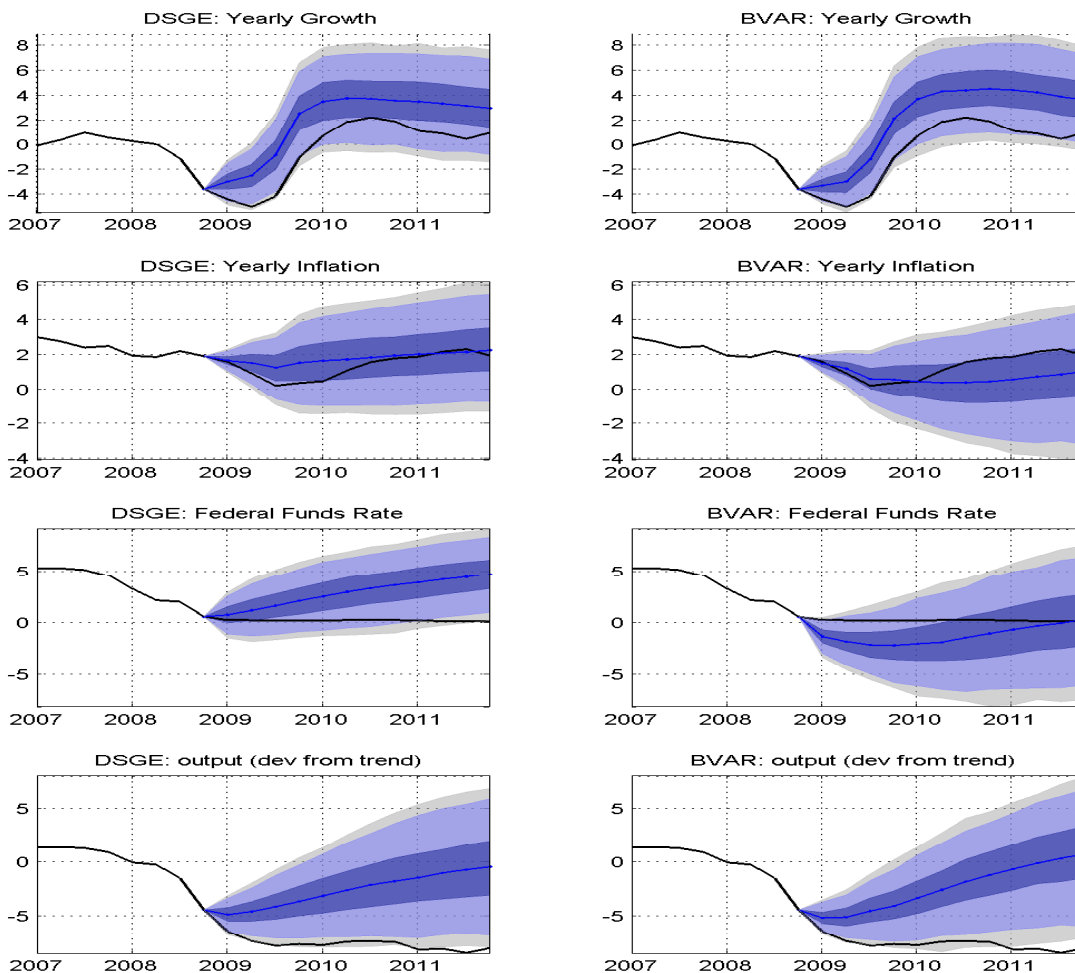 DSGE: Yearly Growth
8
6
4
2
0
-2
-4
2007 2008 2009 2010 2011
BVAR: Yearly Growth
8
6
4
2
0
-2
-4
2007 2008 2009 2010 2011
DSGE: Yearly Inflation
6
4
2
0
-2
-4
2007 2008 2009 2010 2011
BVAR: Yearly Inflation
6
4
2
0
-2
-4
2007 2008 2009 2010 2011
DSGE: Federal Funds Rate
5
0
-5
2007 2008 2009 2010 2011
BVAR: Federal Funds Rate
5
0
-5
2007 2008 2009 2010 2011
DSGE: output (dev from trend)
5
0
-5
2007 2008 2009 2010 2011
BVAR: output (dev from trend)
5
0
-5
2007 2008 2009 2010 2011